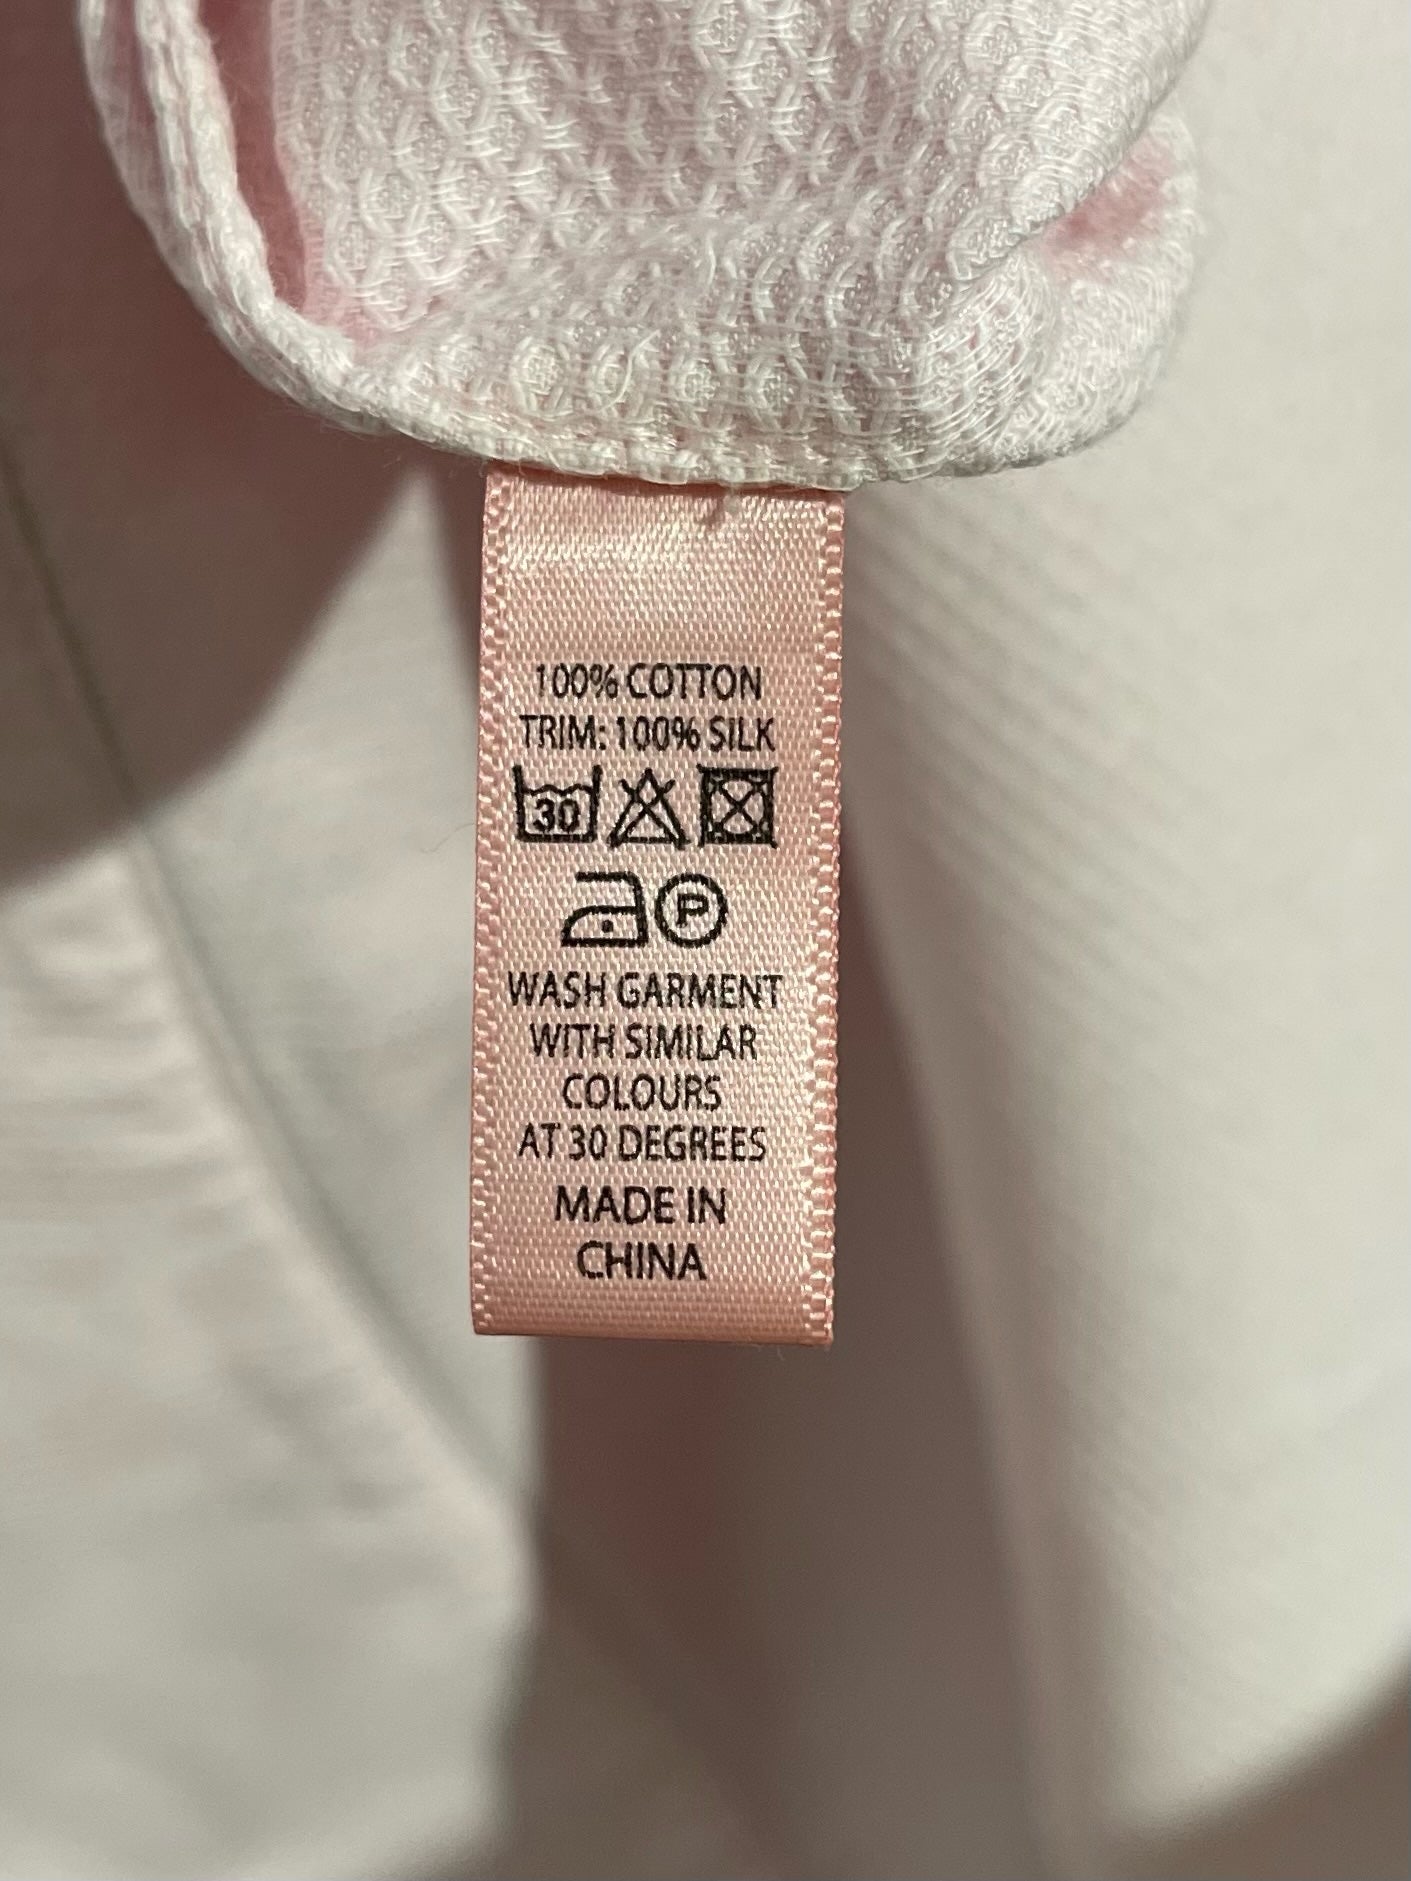 100% COTTON
TRIM: 100% SILK
30
P
WASH GARMENT
WITH SIMILAR
COLOURS
AT 30 DEGREES
MADE IN
CHINA